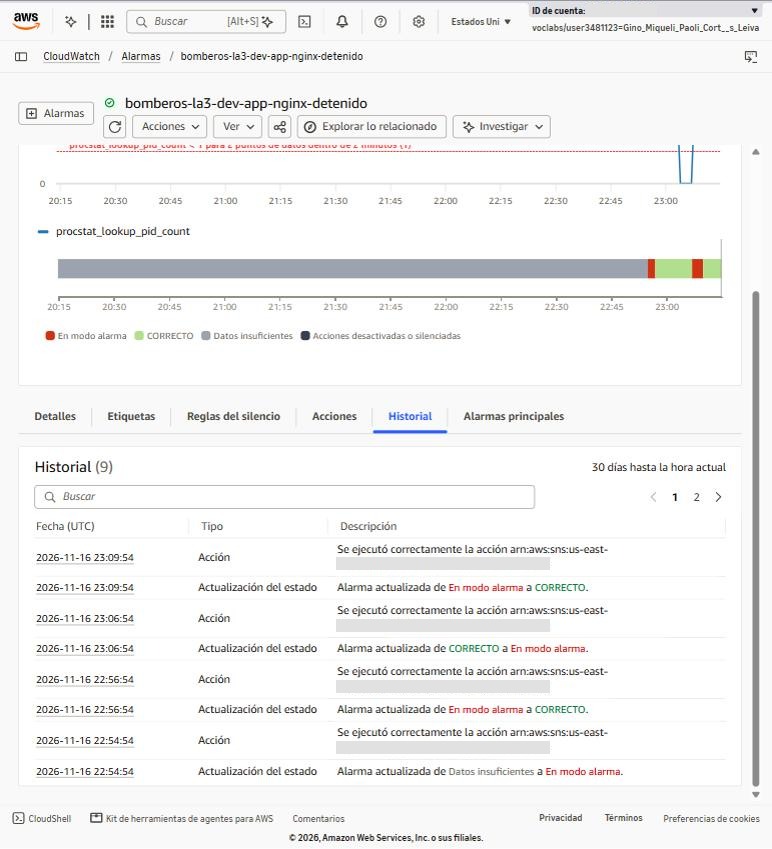 aws
Buscar
[Alt+S]
Estados Uni
ID de cuenta:
voclabs/user3481123=Gino_Miqueli_Paoli_Cort__s_Leiva
CloudWatch / Alarmas / bomberos-la3-dev-app-nginx-detenido
Alarmas
bomberos-la3-dev-app-nginx-detenido
Acciones
Ver
Explorar lo relacionado
Investigar
procstat_lookup_pid_count < 1 para 2 puntos de datos dentro de 2 minutos (1)
0
20:15 20:30 20:45 21:00 21:15 21:30 21:45 22:00 22:15 22:30 22:45 23:00
procstat_lookup_pid_count
20:15 20:30 20:45 21:00 21:15 21:30 21:45 22:00 22:15 22:30 22:45 23:00
En modo alarma CORRECTO Datos insuficientes Acciones desactivadas o silenciadas
Detalles Etiquetas Reglas del silencio Acciones Historial Alarmas principales
Historial (9)
30 días hasta la hora actual
Buscar
1 2
Fecha (UTC) Tipo Descripción
2026-11-16 23:09:54 Acción Se ejecutó correctamente la acción arn:aws:sns:us-east-
2026-11-16 23:09:54 Actualización del estado Alarma actualizada de En modo alarma a CORRECTO.
2026-11-16 23:06:54 Acción Se ejecutó correctamente la acción arn:aws:sns:us-east-
2026-11-16 23:06:54 Actualización del estado Alarma actualizada de CORRECTO a En modo alarma.
2026-11-16 22:56:54 Acción Se ejecutó correctamente la acción arn:aws:sns:us-east-
2026-11-16 22:56:54 Actualización del estado Alarma actualizada de En modo alarma a CORRECTO.
2026-11-16 22:54:54 Acción Se ejecutó correctamente la acción arn:aws:sns:us-east-
2026-11-16 22:54:54 Actualización del estado Alarma actualizada de Datos insuficientes a En modo alarma.
CloudShell Kit de herramientas de agentes para AWS Comentarios Privacidad Términos Preferencias de cookies
© 2026, Amazon Web Services, Inc. o sus filiales.